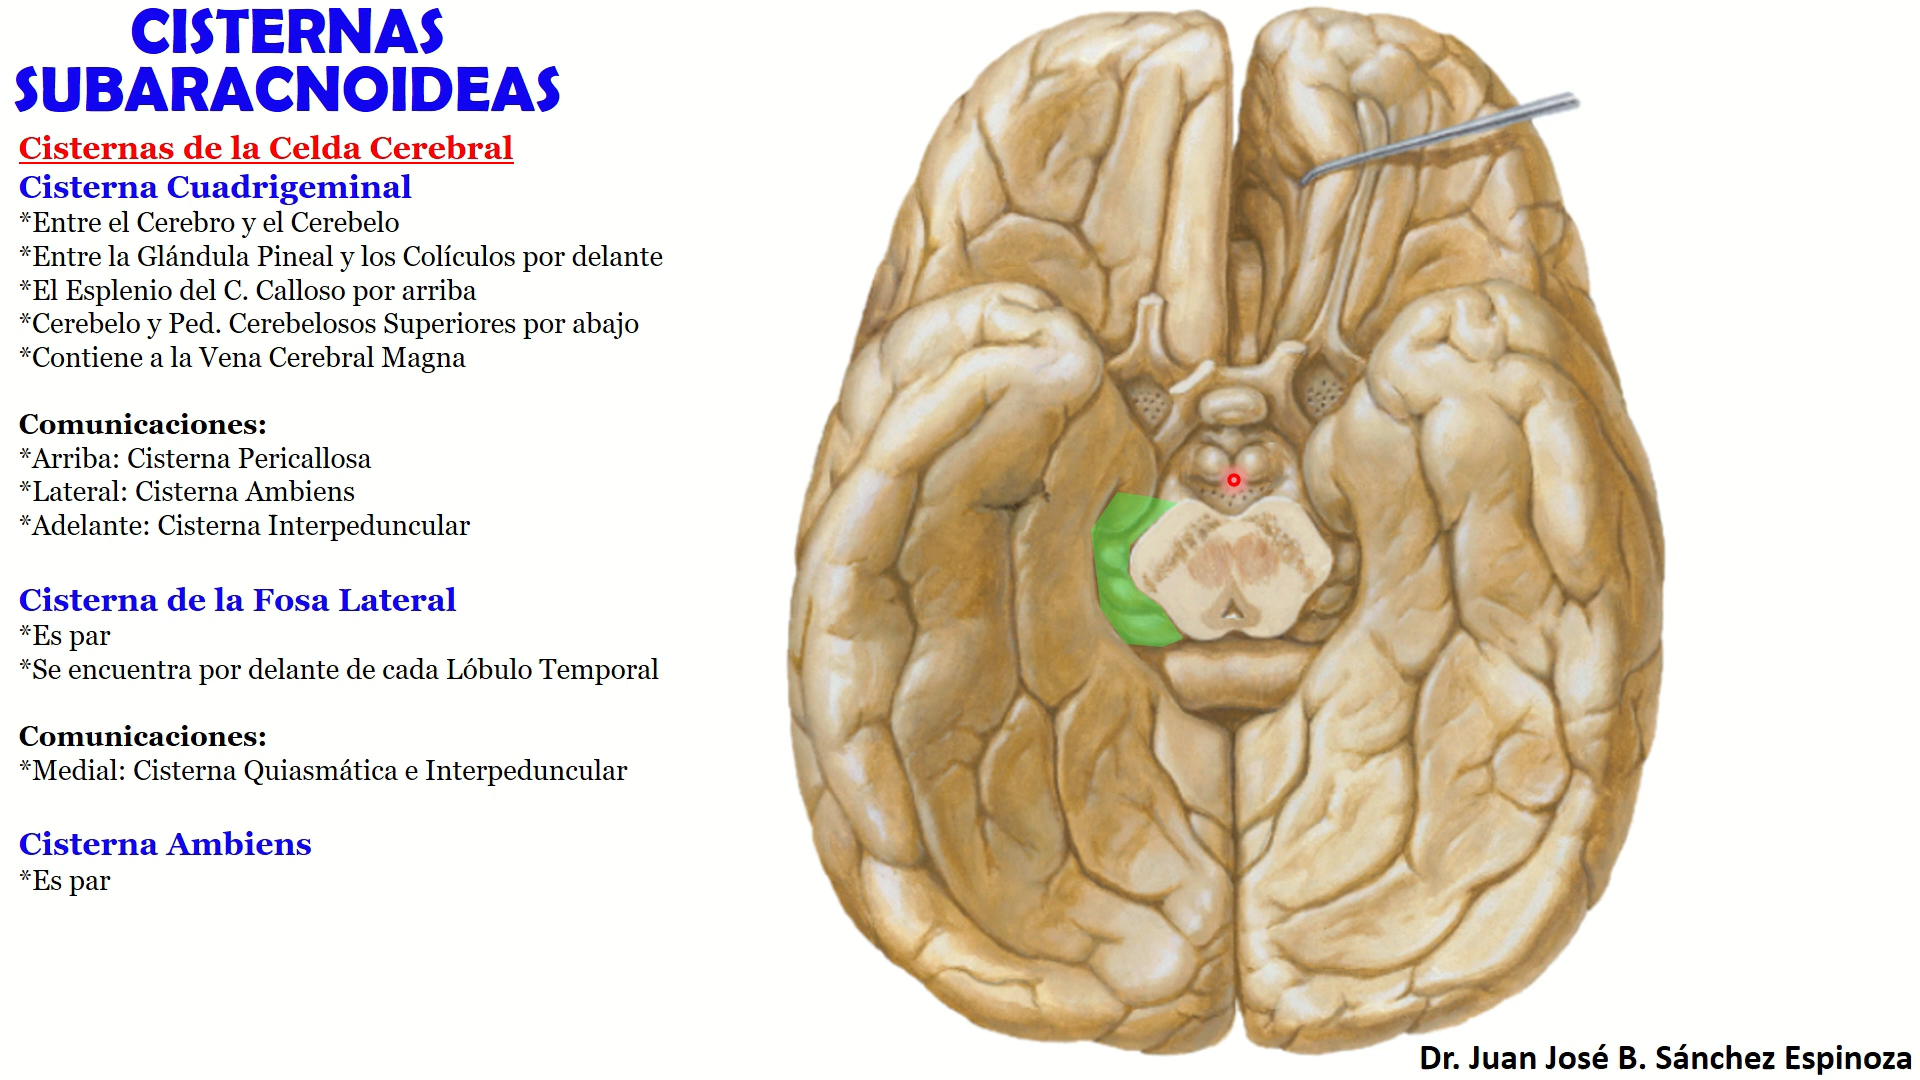 CISTERNAS
SUBARACNOIDEAS
Cisternas de la Celda Cerebral
Cisterna Cuadrigeminal
*Entre el Cerebro y el Cerebelo
*Entre la Glándula Pineal y los Colículos por delante
*El Esplenio del C. Calloso por arriba
*Cerebelo y Ped. Cerebelosos Superiores por abajo
*Contiene a la Vena Cerebral Magna
Comunicaciones:
*Arriba: Cisterna Pericallosa
*Lateral: Cisterna Ambiens
*Adelante: Cisterna Interpeduncular
Cisterna de la Fosa Lateral
*Es par
*Se encuentra por delante de cada Lóbulo Temporal
Comunicaciones:
*Medial: Cisterna Quiasmática e Interpeduncular
Cisterna Ambiens
*Es par
Dr. Juan José B. Sánchez Espinoza